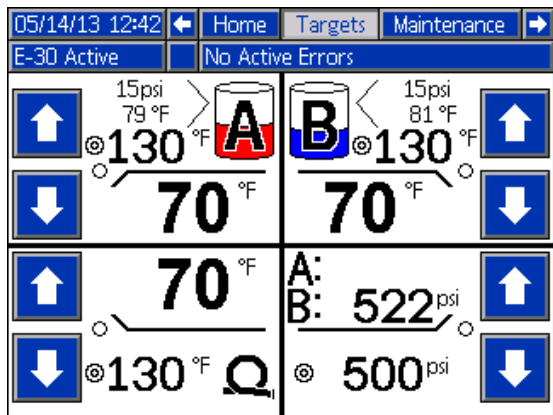 05/14/13 12:42 Home Targets Maintenance
E-30 Active No Active Errors
15psi
79 °F
A
130 °F
70 °F
B
15psi
81 °F
130 °F
70 °F
70 °F
130 °F
A:
B: 522psi
500psi